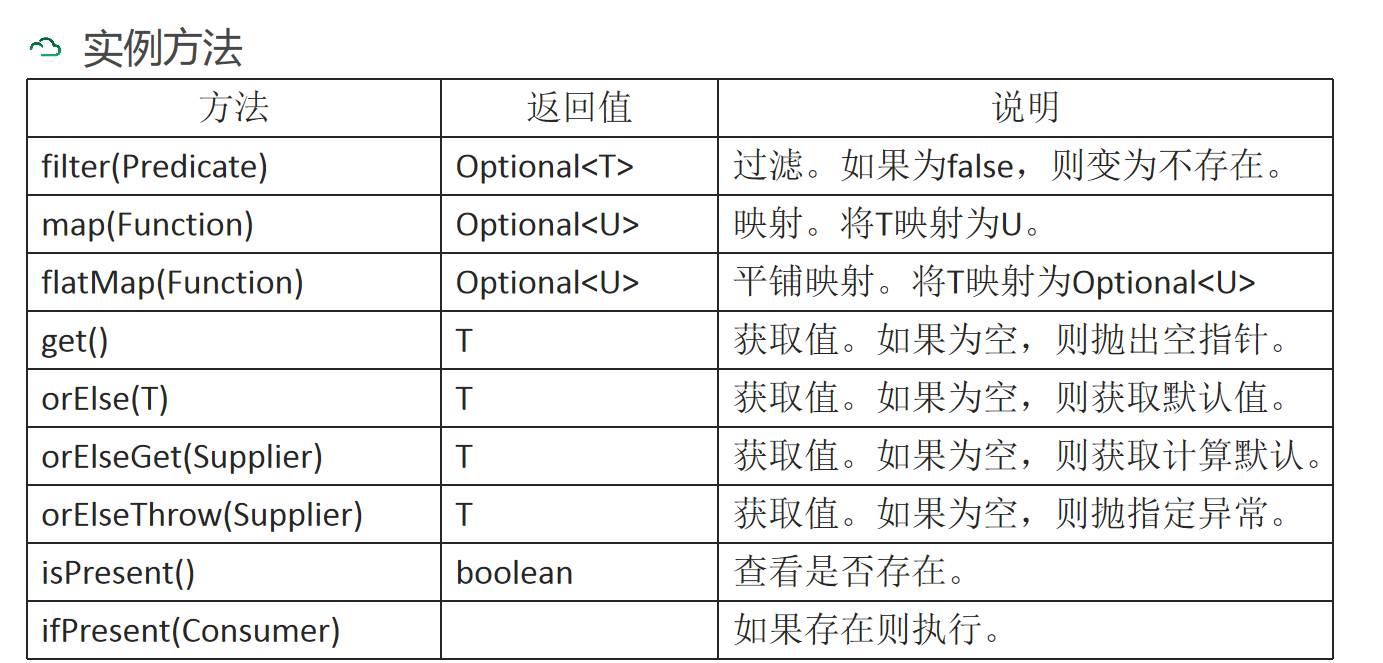 实例方法
方法 返回值 说明
filter(Predicate) Optional<T> 过滤。如果为false，则变为不存在。
map(Function) Optional<U> 映射。将T映射为U。
flatMap(Function) Optional<U> 平铺映射。将T映射为Optional<U>
get() T 获取值。如果为空，则抛出空指针。
orElse(T) T 获取值。如果为空，则获取默认值。
orElseGet(Supplier) T 获取值。如果为空，则获取计算默认。
orElseThrow(Supplier) T 获取值。如果为空，则抛指定异常。
isPresent() boolean 查看是否存在。
ifPresent(Consumer) 如果存在则执行。